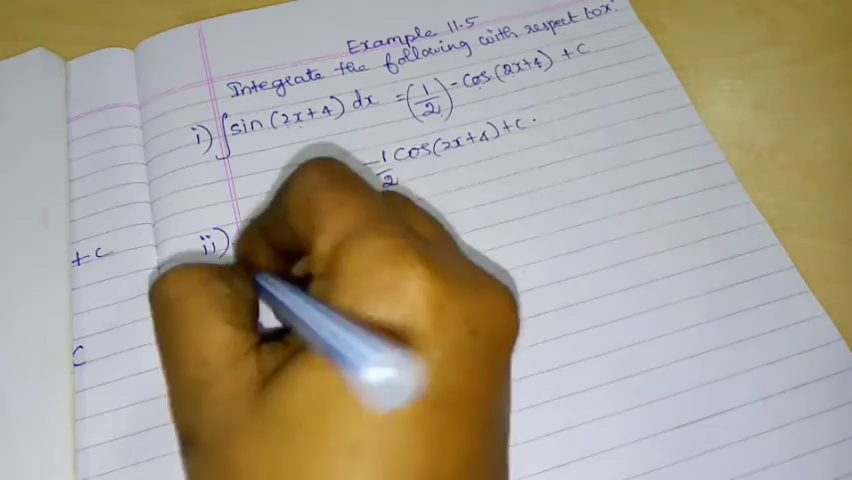 Example 11.5
Integrate the following with respect to x:
i) ∫sin(2x+4) dx = (1/2) -cos(2x+4) + C
-1/2 cos(2x+4)+C.
ii)
+C
C